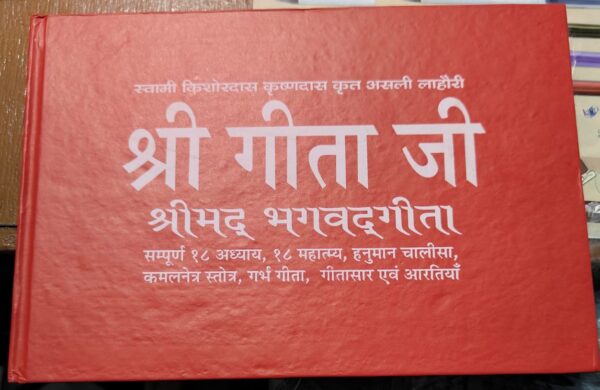 स्वामी किशोरदास कृष्णदास कृत असली लाहौरी
श्री गीता जी
श्रीमद् भगवद्‌गीता
सम्पूर्ण १८ अध्याय, १८ महात्म्य, हनुमान चालीसा,
कमलनेत्र स्तोत्र, गर्भ गीता, गीतासार एवं आरतियाँ